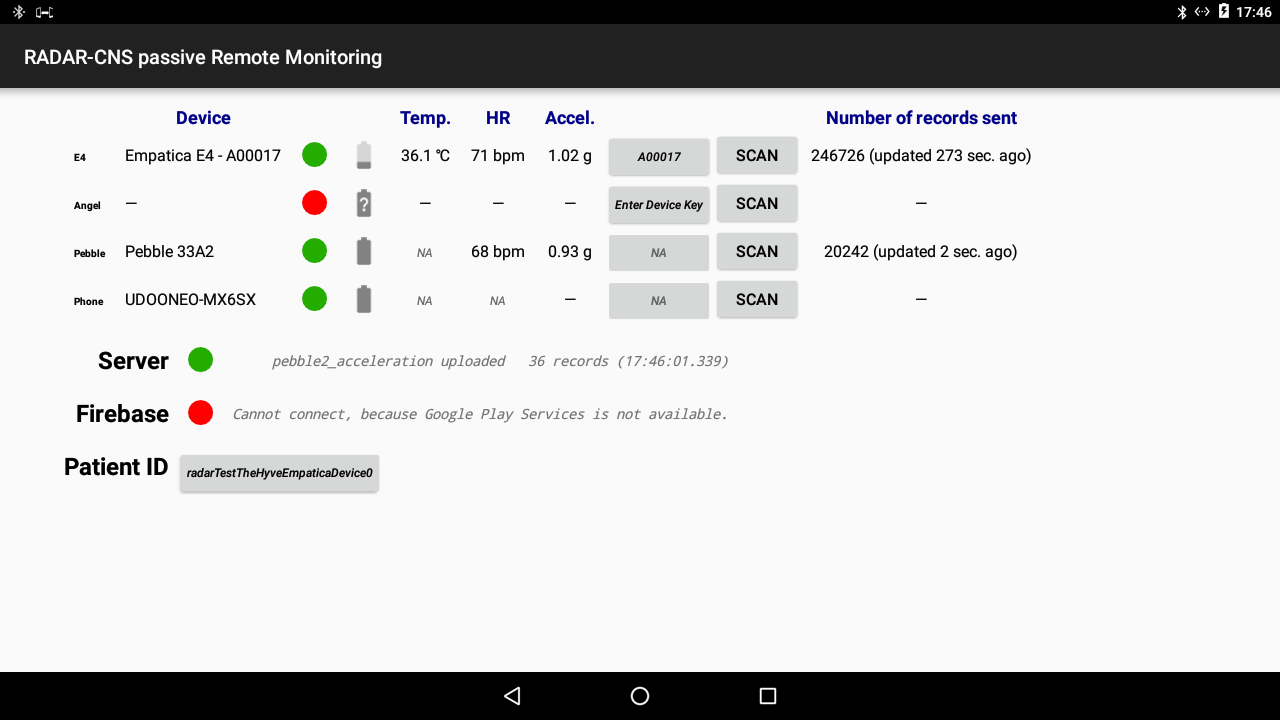 17:46
RADAR-CNS passive Remote Monitoring
Device Temp. HR Accel. Number of records sent
E4 Empatica E4 - A00017 36.1 ℃ 71 bpm 1.02 g A00017 SCAN 246726 (updated 273 sec. ago)
Angel — ? — — — Enter Device Key SCAN —
Pebble Pebble 33A2 NA 68 bpm 0.93 g NA SCAN 20242 (updated 2 sec. ago)
Phone UDOONEO-MX6SX NA NA — NA SCAN —
Server pebble2_acceleration uploaded 36 records (17:46:01.339)
Firebase Cannot connect, because Google Play Services is not available.
Patient ID radarTestTheHyveEmpaticaDevice0